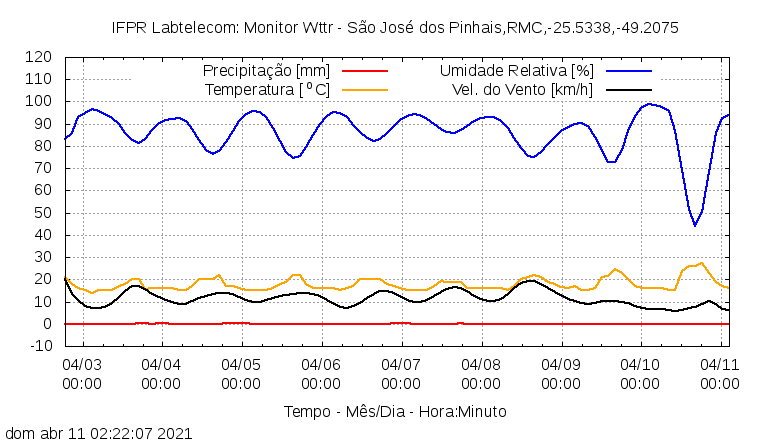 IFPR Labtelecom: Monitor Wttr - São José dos Pinhais,RMC,-25.5338,-49.2075
Precipitação [mm]
Temperatura [⁰C]
Umidade Relativa [%]
Vel. do Vento [km/h]
120
110
100
90
80
70
60
50
40
30
20
10
0
-10
04/03 04/04 04/05 04/06 04/07 04/08 04/09 04/10 04/11
00:00 00:00 00:00 00:00 00:00 00:00 00:00 00:00 00:00
Tempo - Mês/Dia - Hora:Minuto
dom abr 11 02:22:07 2021